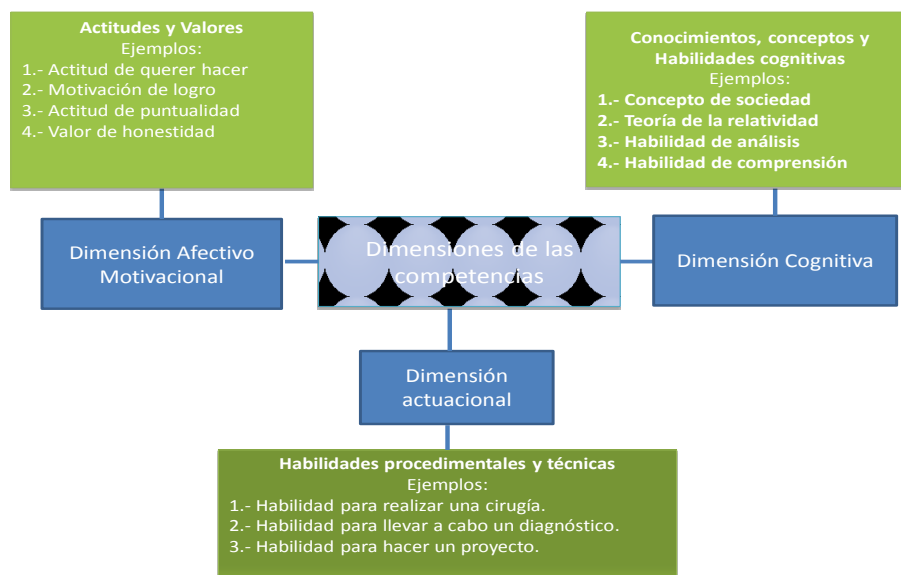 Actitudes y Valores
Ejemplos:
1.- Actitud de querer hacer
2.- Motivación de logro
3.- Actitud de puntualidad
4.- Valor de honestidad
Conocimientos, conceptos y
Habilidades cognitivas
Ejemplos:
1.- Concepto de sociedad
2.- Teoría de la relatividad
3.- Habilidad de análisis
4.- Habilidad de comprensión
Dimensión Afectivo
Motivacional
Dimensiones de las
competencias
Dimensión Cognitiva
Dimensión
actuacional
Habilidades procedimentales y técnicas
Ejemplos:
1.- Habilidad para realizar una cirugía.
2.- Habilidad para llevar a cabo un diagnóstico.
3.- Habilidad para hacer un proyecto.